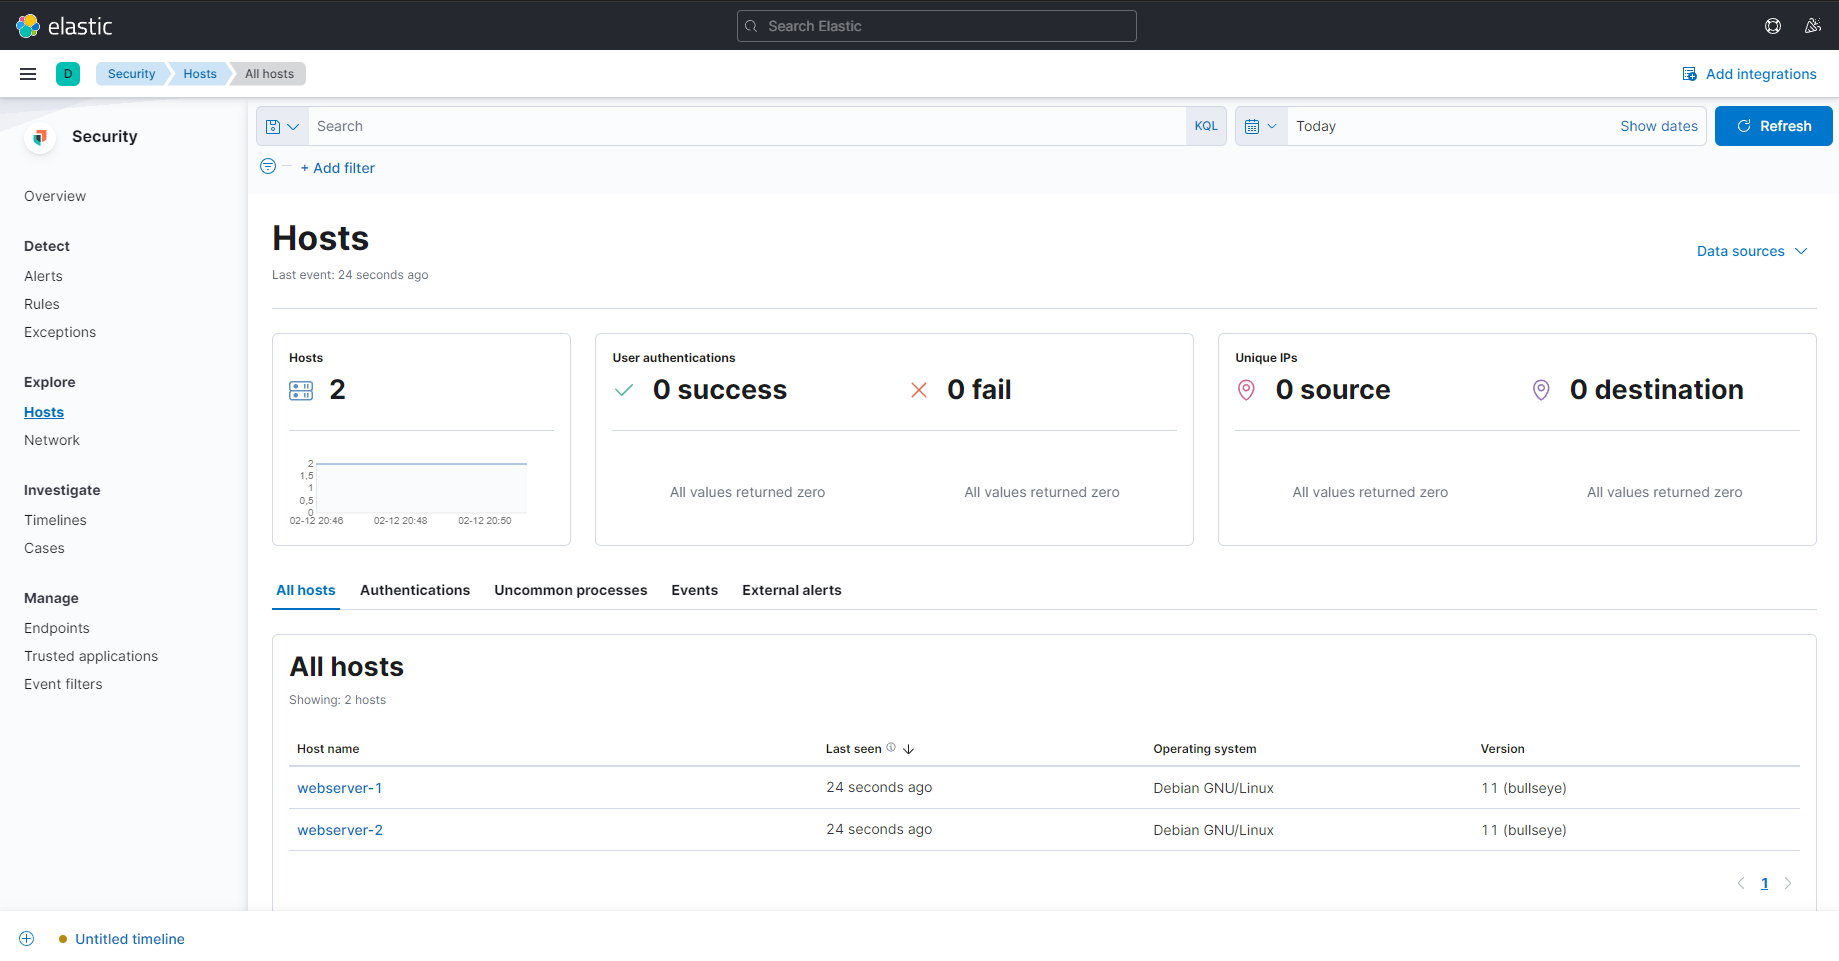 elastic
Search Elastic
D
Security
Hosts
All hosts
Add integrations
Security
Overview
Detect
Alerts
Rules
Exceptions
Explore
Hosts
Network
Investigate
Timelines
Cases
Manage
Endpoints
Trusted applications
Event filters
Search
KQL
Today
Show dates
Refresh
+ Add filter
Hosts
Last event: 24 seconds ago
Data sources
Hosts
2
2
1,5
1
0,5
0
02-12 20:46
02-12 20:48
02-12 20:50
User authentications
0 success
0 fail
All values returned zero
All values returned zero
Unique IPs
0 source
0 destination
All values returned zero
All values returned zero
All hosts
Authentications
Uncommon processes
Events
External alerts
All hosts
Showing: 2 hosts
Host name
Last seen
Operating system
Version
webserver-1
24 seconds ago
Debian GNU/Linux
11 (bullseye)
webserver-2
24 seconds ago
Debian GNU/Linux
11 (bullseye)
1
Untitled timeline